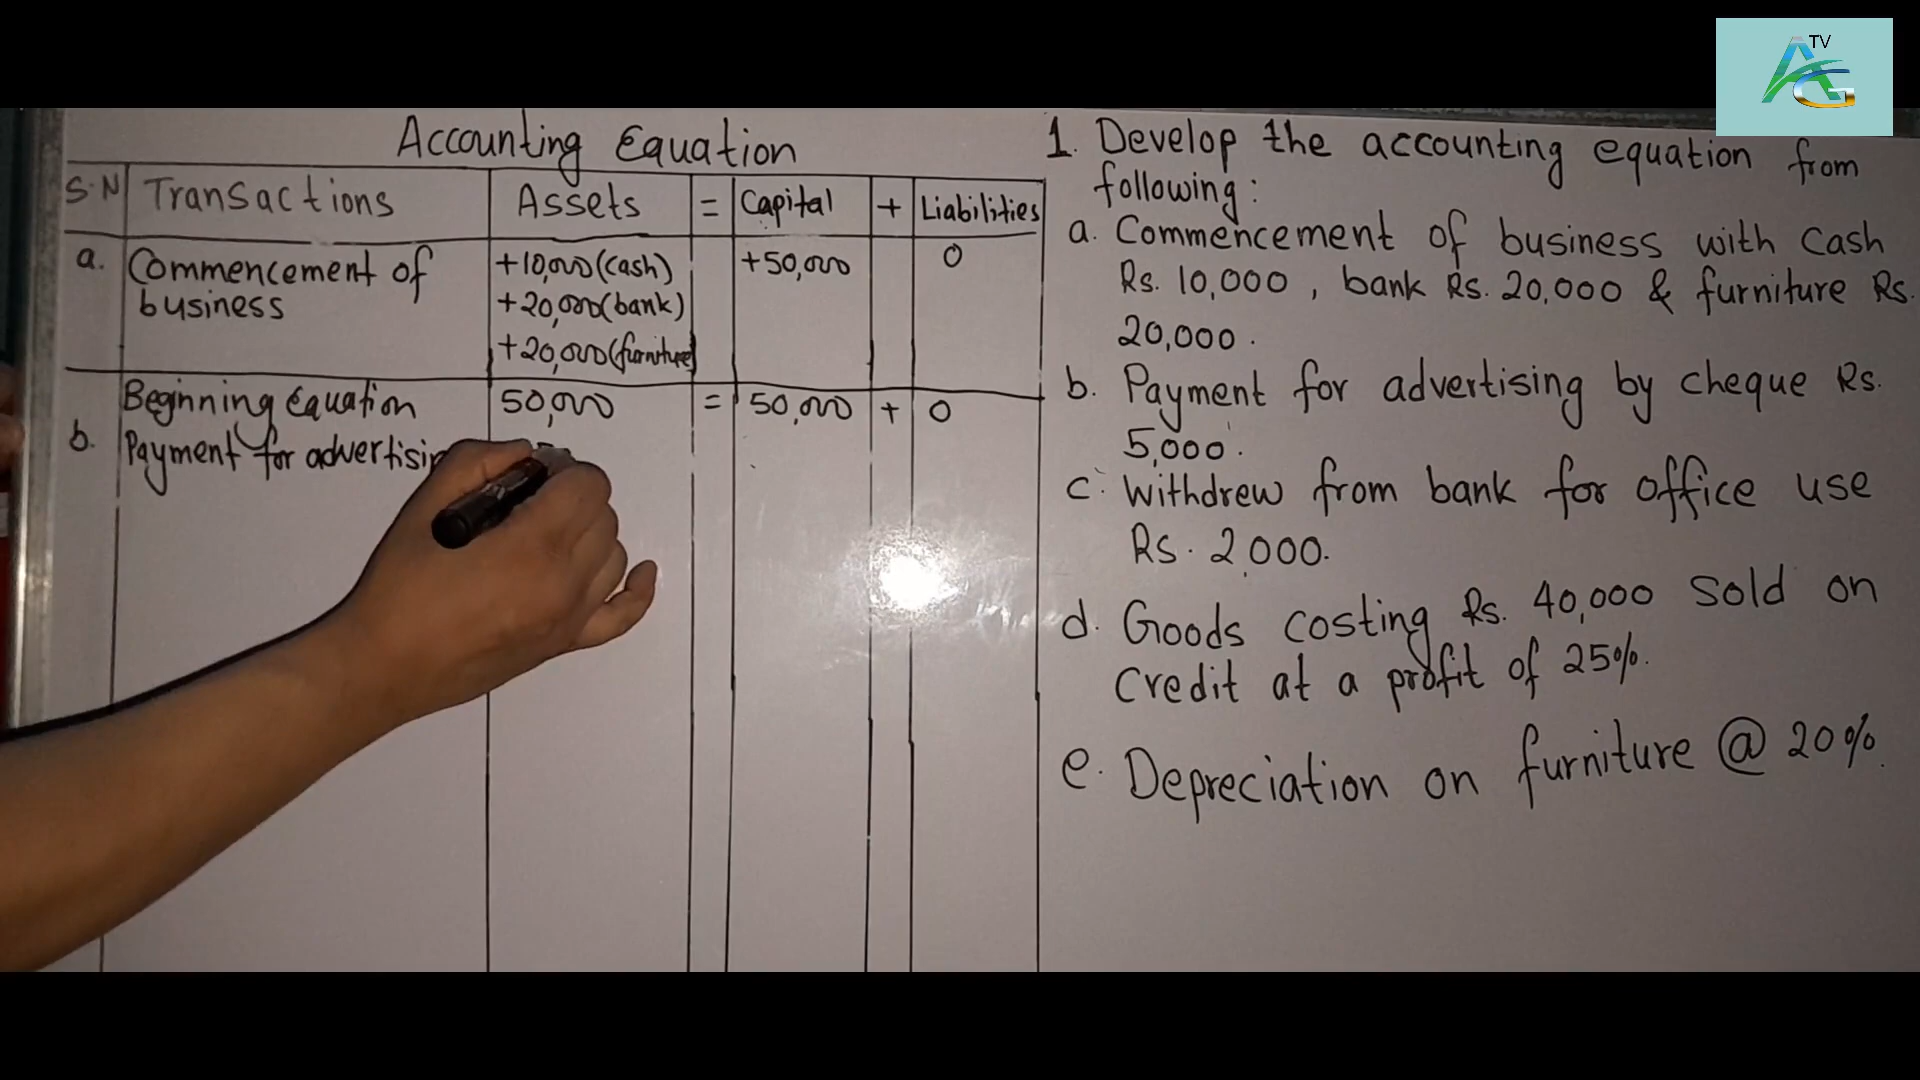 TV
AG
Accounting Equation
S.N Transactions Assets = Capital + Liabilities
a. Commencement of +10,000(cash) +50,000 0
business +20,000(bank)
+20,000(furniture)
Beginning Equation 50,000 = 50,000 + 0
b. Payment for
1. Develop the accounting equation from
following:
a. Commencement of business with cash
Rs. 10,000, bank Rs. 20,000 & furniture Rs.
20,000.
b. Payment for advertising by cheque Rs.
5,000.
c. Withdrew from bank for office use
Rs. 2,000.
d. Goods costing Rs. 40,000 sold on
credit at a profit of 25%.
e. Depreciation on furniture @ 20%.